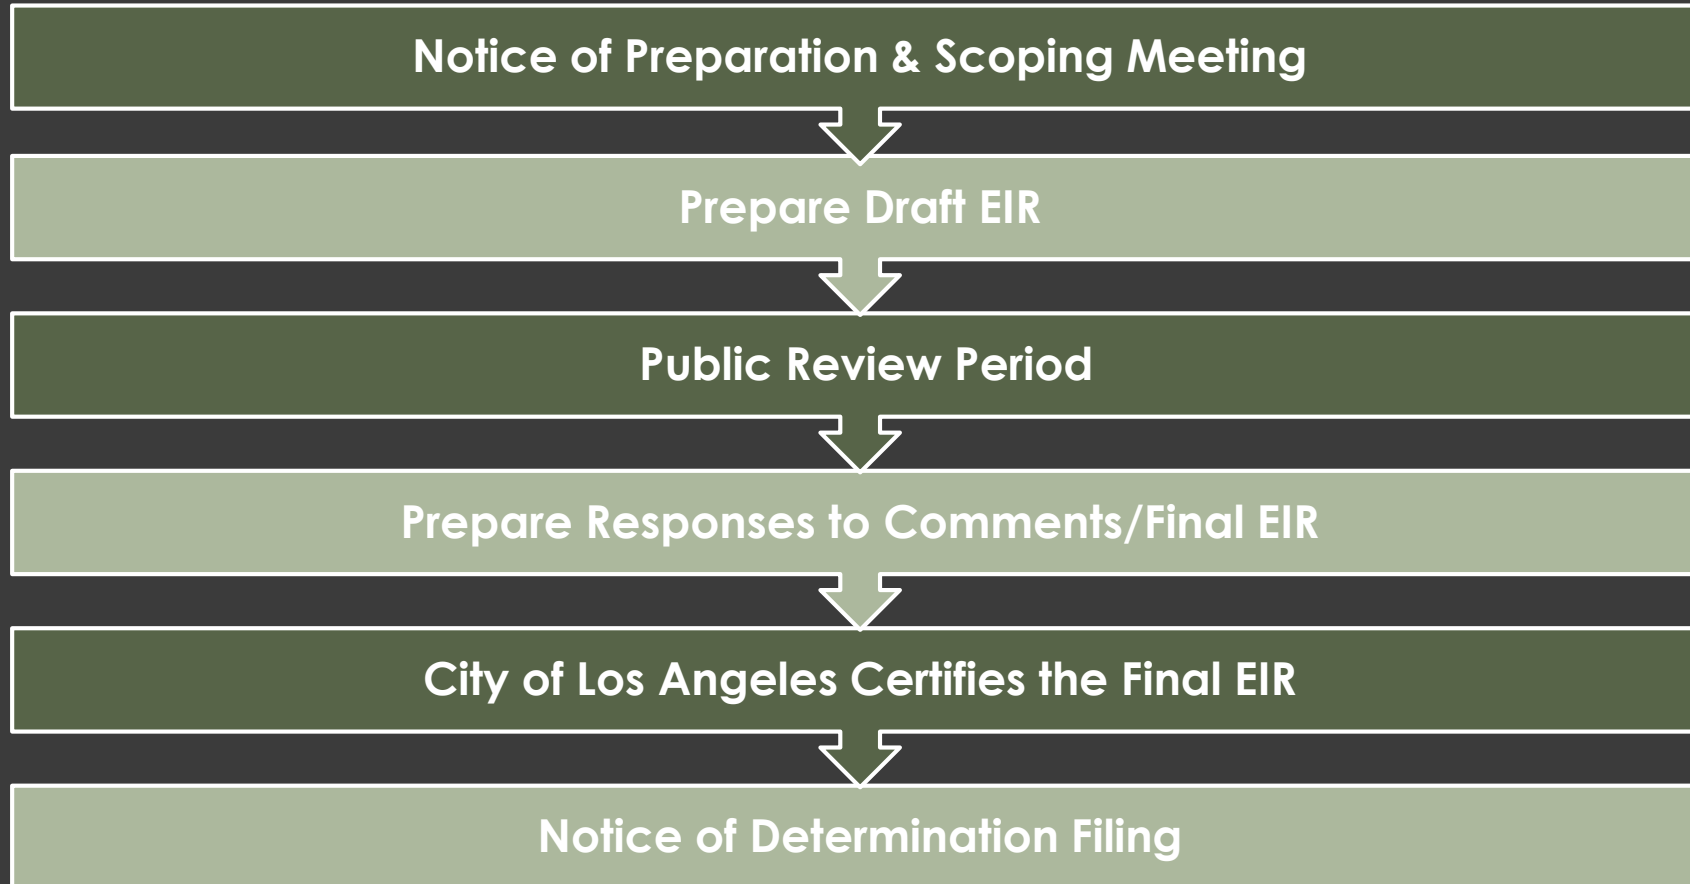 Notice of Preparation & Scoping Meeting
Prepare Draft EIR
Public Review Period
Prepare Responses to Comments/Final EIR
City of Los Angeles Certifies the Final EIR
Notice of Determination Filing